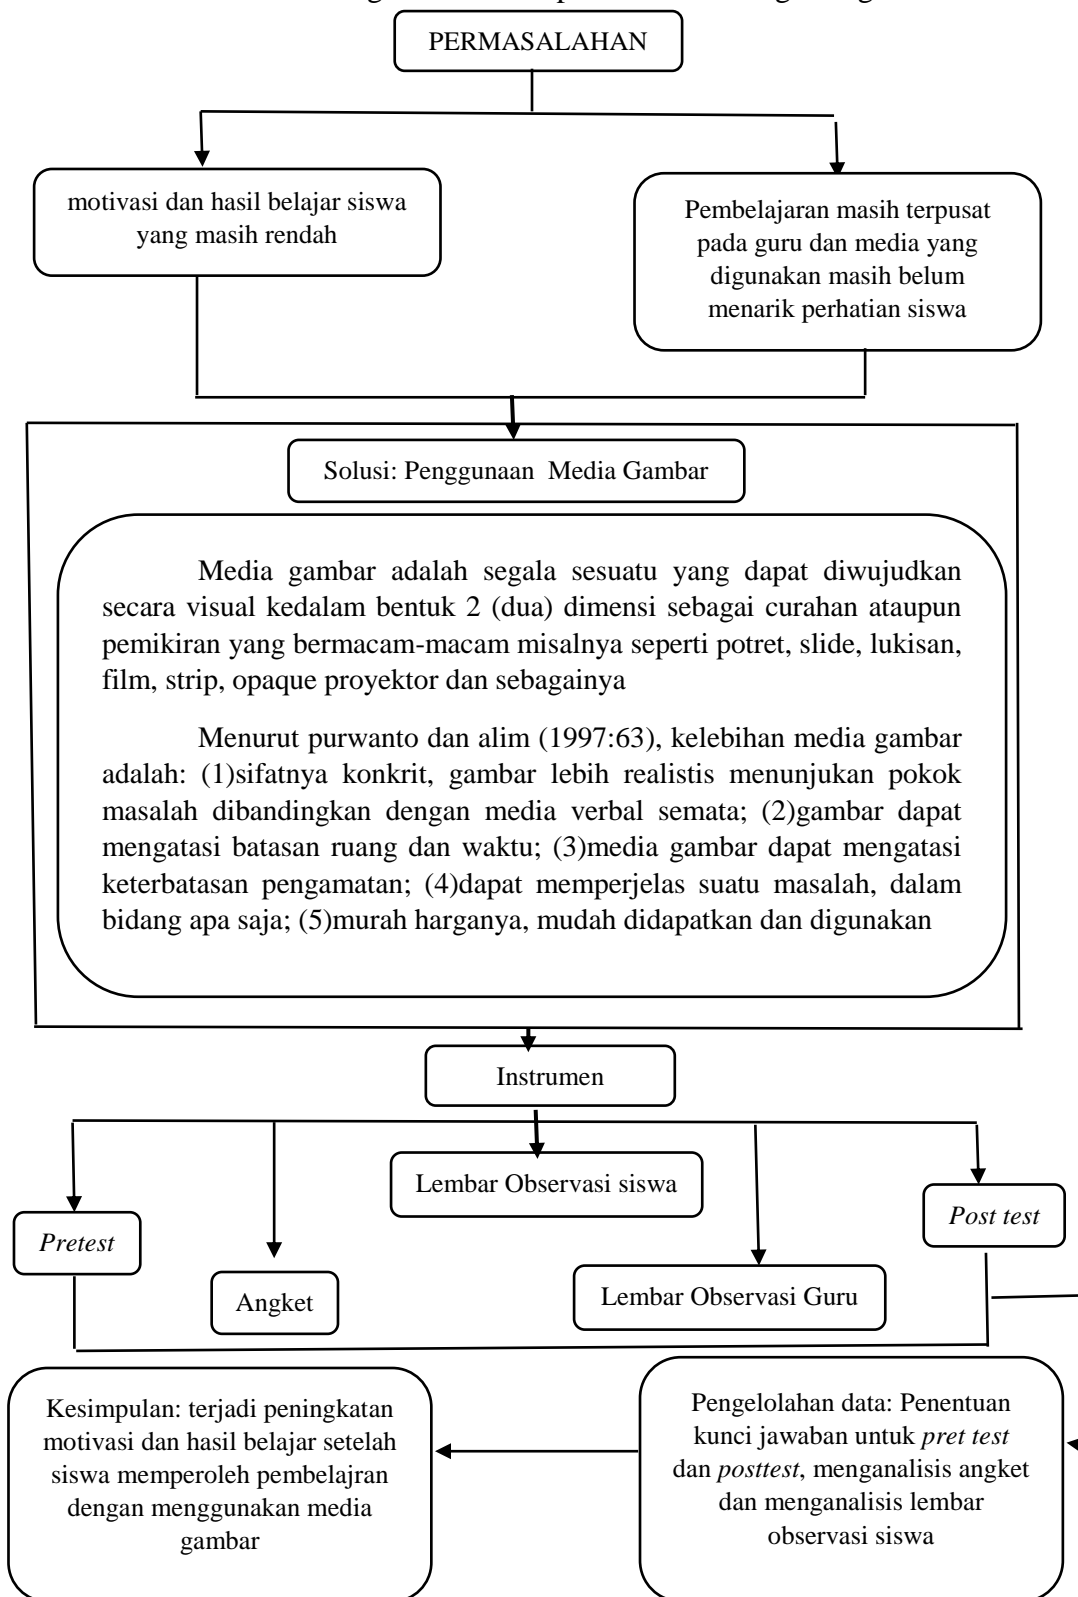 PERMASALAHAN
motivasi dan hasil belajar siswa
yang masih rendah
Pembelajaran masih terpusat
pada guru dan media yang
digunakan masih belum
menarik perhatian siswa
Solusi: Penggunaan  Media Gambar
Media gambar adalah segala sesuatu yang dapat diwujudkan
secara visual kedalam bentuk 2 (dua) dimensi sebagai curahan ataupun
pemikiran yang bermacam-macam misalnya seperti potret, slide, lukisan,
film, strip, opaque proyektor dan sebagainya
Menurut purwanto dan alim (1997:63), kelebihan media gambar
adalah: (1)sifatnya konkrit, gambar lebih realistis menunjukan pokok
masalah dibandingkan dengan media verbal semata; (2)gambar dapat
mengatasi batasan ruang dan waktu; (3)media gambar dapat mengatasi
keterbatasan pengamatan; (4)dapat memperjelas suatu masalah, dalam
bidang apa saja; (5)murah harganya, mudah didapatkan dan digunakan
Instrumen
Lembar Observasi siswa
Post test
Pretest
Angket
Lembar Observasi Guru
Kesimpulan: terjadi peningkatan
motivasi dan hasil belajar setelah
siswa memperoleh pembelajran
dengan menggunakan media
gambar
Pengelolahan data: Penentuan
kunci jawaban untuk pret test
dan posttest, menganalisis angket
dan menganalisis lembar
observasi siswa